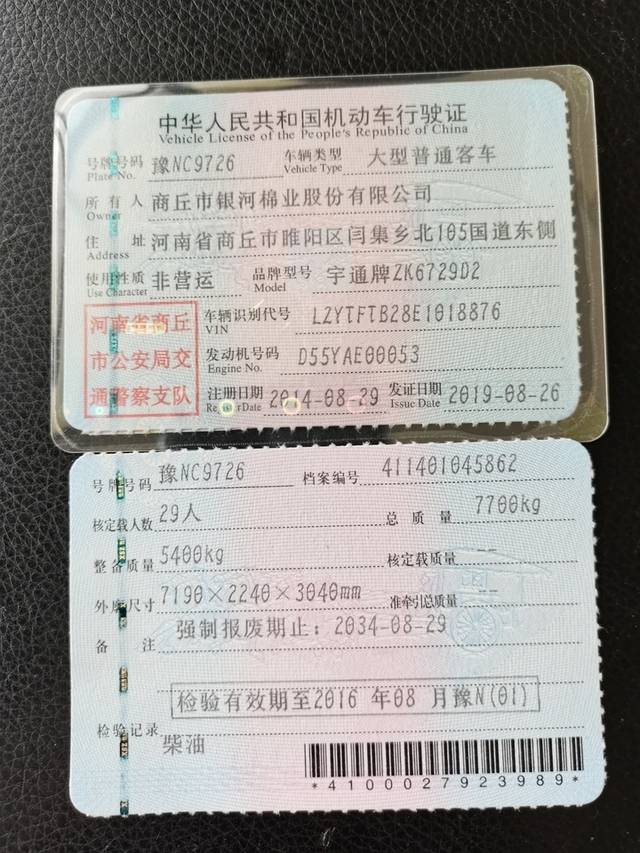 中华人民共和国机动车行驶证
Vehicle License of the People's Republic of China
号牌号码 豫NC9726 车辆类型 大型普通客车
Plate No. Vehicle Type
所有人 商丘市银河棉业股份有限公司
Owner
住址 河南省商丘市睢阳区闫集乡北105国道东侧
Address
使用性质 非营运 品牌型号 宇通牌ZK6729D2
Use Character Model
河南省商丘
市公安局交
通警察支队
车辆识别代号 LZYTFTB28E1018876
VIN
发动机号码 D55YAE00053
Engine No.
注册日期 2014-08-29 发证日期 2019-08-26
Register Date Issue Date
号牌号码 豫NC9726 档案编号 411401045862
核定载人数 29人 总质量 7700kg
整备质量 5400kg 核定载质量 --
外廓尺寸 7190×2240×3040mm 准牵引总质量 --
备注 强制报废期止：2034-08-29
检验有效期至2016 年08 月豫N(01)
检验记录
柴油
*4100027923989*